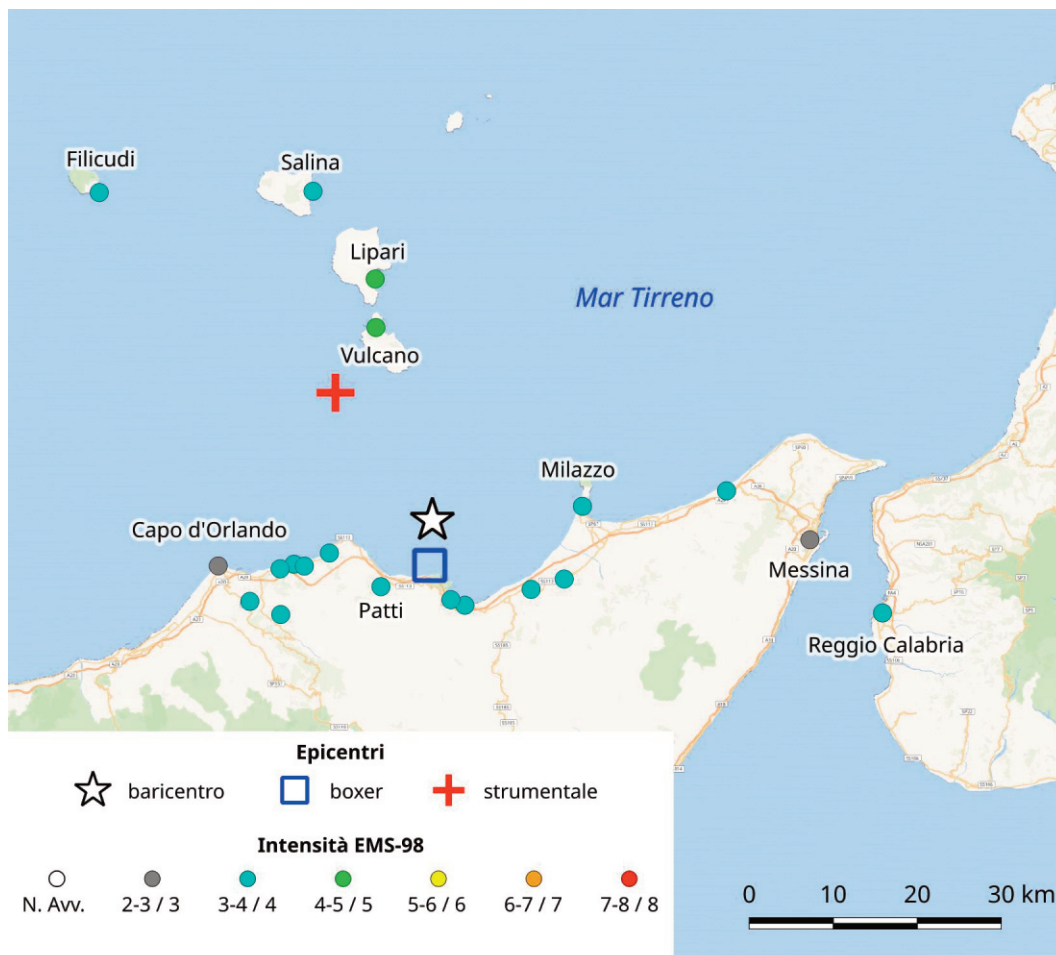 Filicudi
Salina
Lipari
Mar Tirreno
Vulcano
Milazzo
Capo d'Orlando
Messina
Patti
Reggio Calabria
Epicentri
baricentro
boxer
strumentale
Intensità EMS-98
N. Avv.
2-3 / 3
3-4 / 4
4-5 / 5
5-6 / 6
6-7 / 7
7-8 / 8
0
10
20
30 km